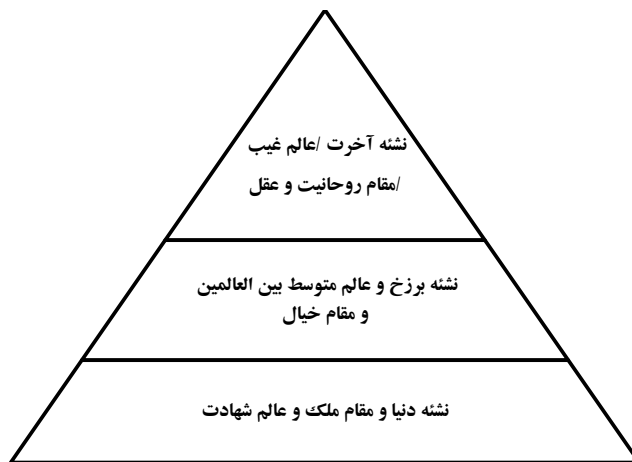 نشئه آخرت /عالم غیب
/مقام روحانیت و عقل
نشئه برزخ و عالم متوسط بین العالمین
و مقام خیال
نشئه دنیا و مقام ملک و عالم شهادت